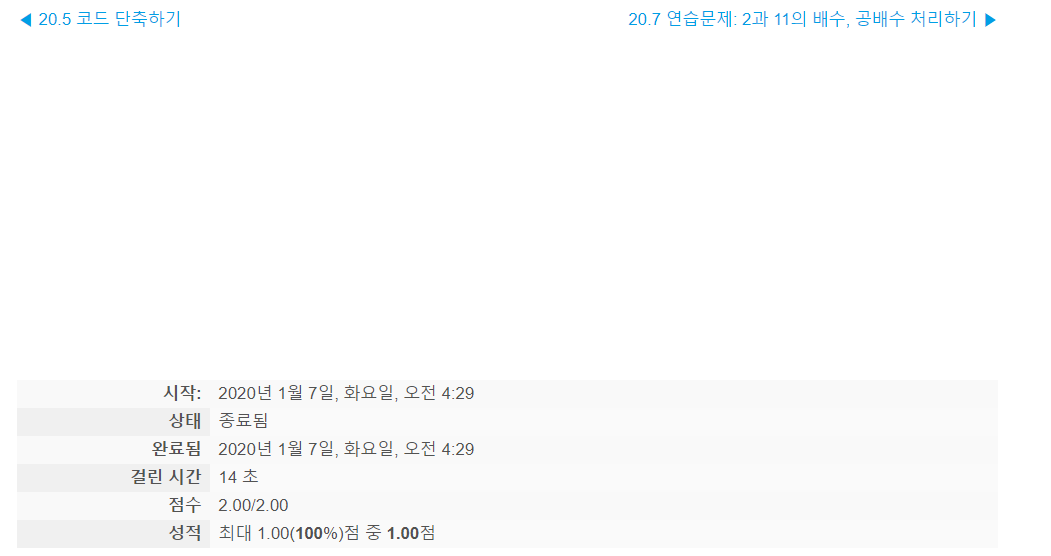 ◀ 20.5 코드 단축하기
20.7 연습문제: 2과 11의 배수, 공배수 처리하기 ▶
시작: 2020년 1월 7일, 화요일, 오전 4:29
상태 종료됨
완료됨 2020년 1월 7일, 화요일, 오전 4:29
걸린 시간 14 초
점수 2.00/2.00
성적 최대 1.00(100%)점 중 1.00점